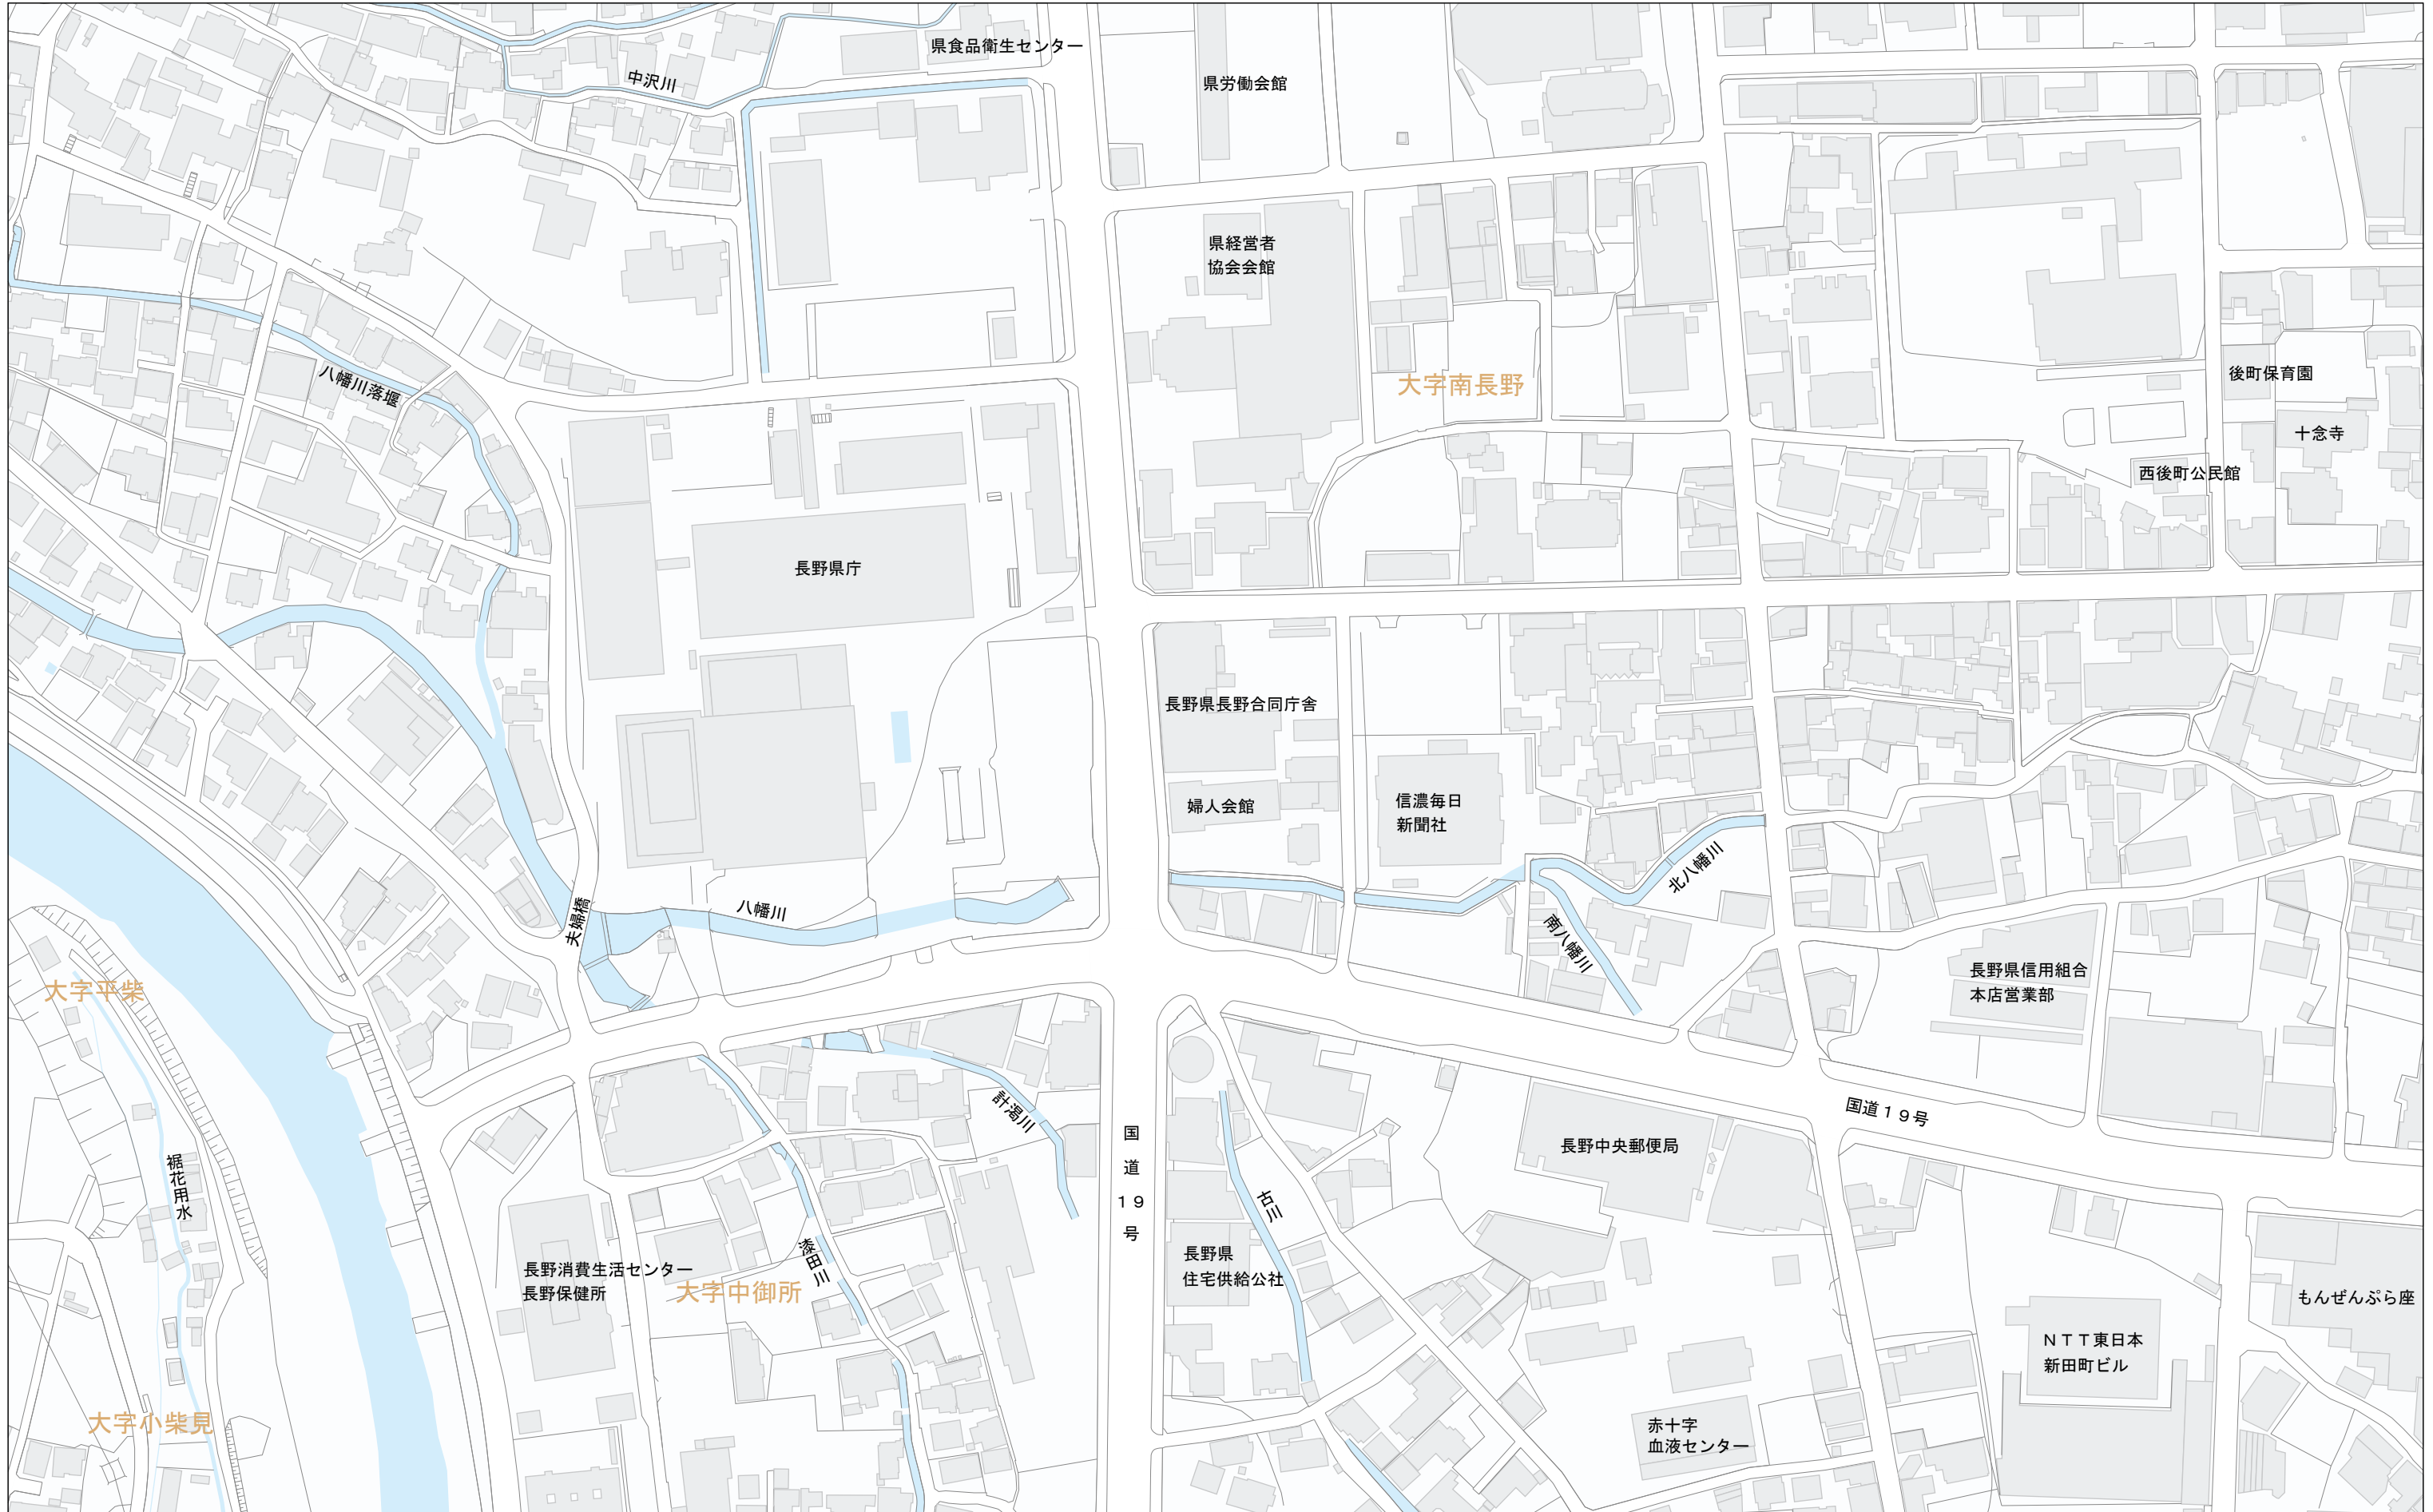 県食品衛生センター
中沢川
県労働会館
県経営者
協会会館
大字南長野
八幡川落堰
後町保育園
十念寺
西後町公民館
長野県庁
長野県長野合同庁舎
婦人会館
信濃毎日
新聞社
北八幡川
南八幡川
八幡川
夫婦橋
長野県信用組合
本店営業部
大字平柴
計渇川
国道19号
国道19号
長野中央郵便局
裾花用水
古川
漆田川
長野県
住宅供給公社
長野消費生活センター
長野保健所
大字中御所
もんぜんぷら座
NTT東日本
新田町ビル
大字小柴見
赤十字
血液センター